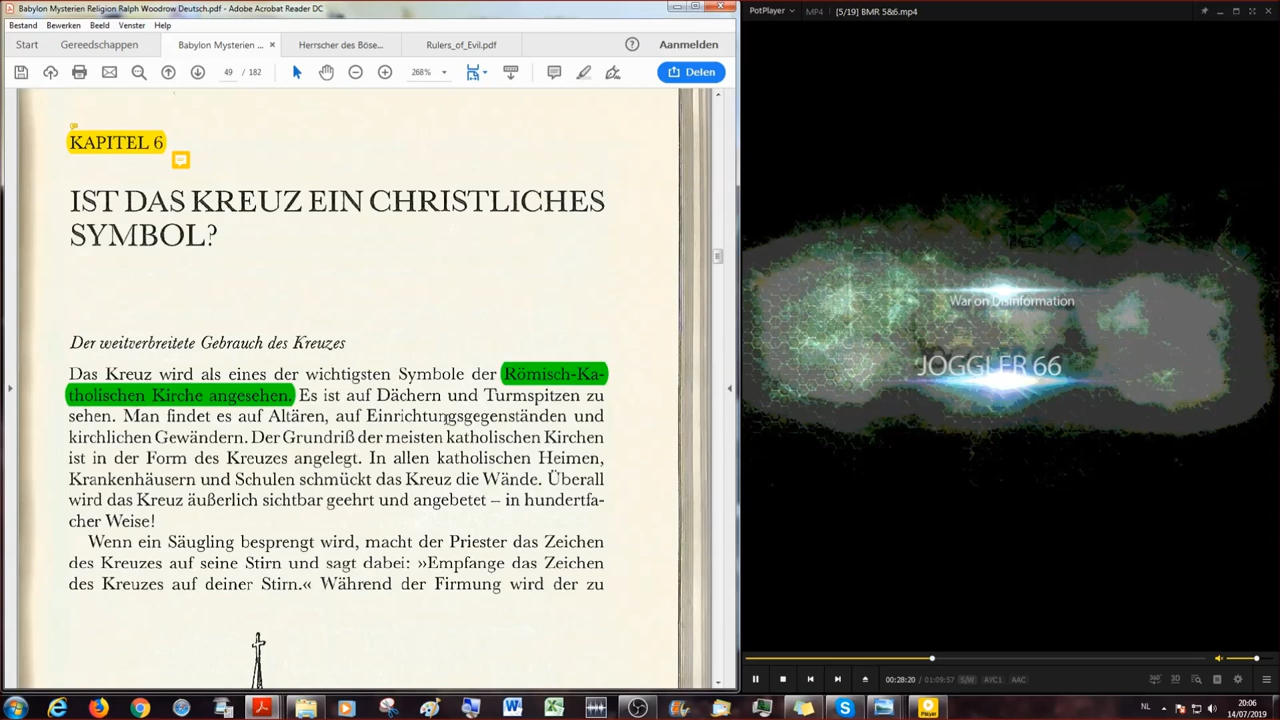 Babylon Mysterien Religion Ralph Woodrow Deutsch.pdf - Adobe Acrobat Reader DC
Bestand Bewerken Beeld Venster Help
Start Gereedschappen Babylon Mysterien ... × Herrscher des Böse... Rulers_of_Evil.pdf Aanmelden
49 / 182 268% Delen
KAPITEL 6
IST DAS KREUZ EIN CHRISTLICHES
SYMBOL?
Der weitverbreitete Gebrauch des Kreuzes
Das Kreuz wird als eines der wichtigsten Symbole der Römisch-Ka-
tholischen Kirche angesehen. Es ist auf Dächern und Turmspitzen zu
sehen. Man findet es auf Altären, auf Einrichtungsgegenständen und
kirchlichen Gewändern. Der Grundriß der meisten katholischen Kirchen
ist in der Form des Kreuzes angelegt. In allen katholischen Heimen,
Krankenhäusern und Schulen schmückt das Kreuz die Wände. Überall
wird das Kreuz äußerlich sichtbar geehrt und angebetet – in hundertfa-
cher Weise!
Wenn ein Säugling besprengt wird, macht der Priester das Zeichen
des Kreuzes auf seine Stirn und sagt dabei: »Empfange das Zeichen
des Kreuzes auf deiner Stirn.« Während der Firmung wird der zu
PotPlayer MP4 [5/19] BMR 5&6.mp4
War on Disinformation
JOGGLER 66
00:28:20 / 01:09:57 S/W AVC1 AAC
360° 3D
NL 20:06
14/07/2019